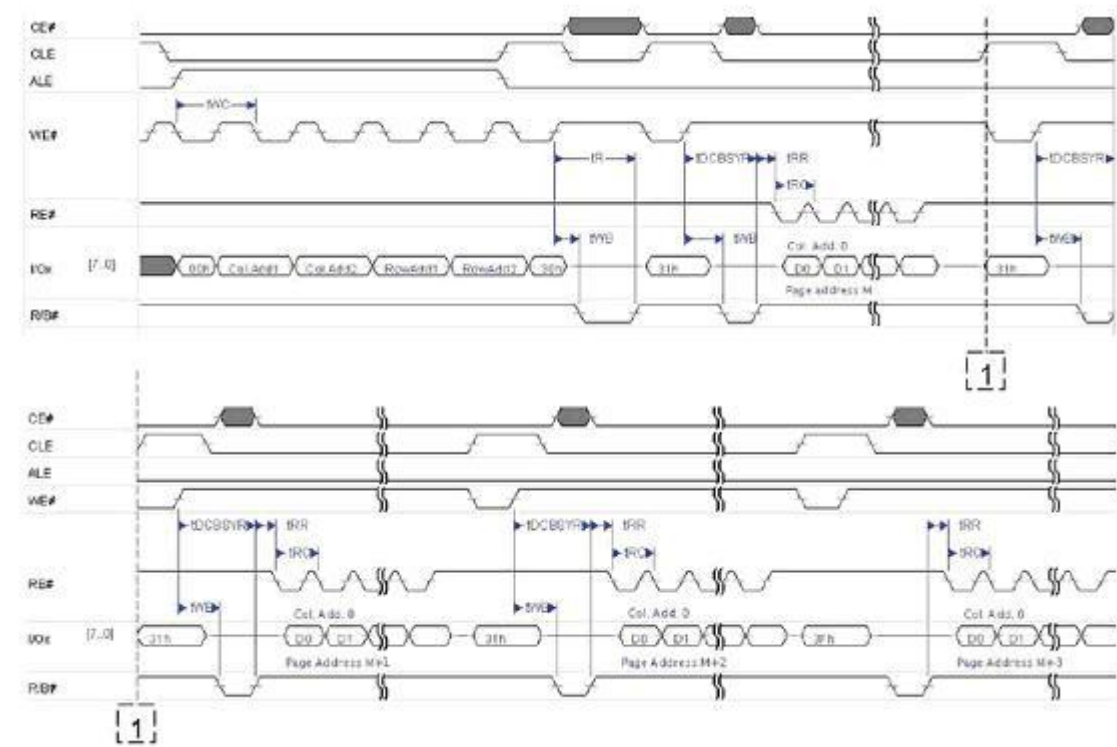 CE#
CLE
ALE
tWC
WE#
tR tDCBSYR tRR tDCBSYR
tRC
RE#
tWB tWB tWB
Col. Add. 0
I/Ox [7..0] 00h Col.Add1 Col.Add2 RowAdd1 RowAdd2 30h 31h D0 D1 31h
Page address M
R/B#
1
CE#
CLE
ALE
WE#
tDCBSYR tRR tDCBSYR tRR tRR
tRC tRC tRC
RE#
tWB tWB
Col. Add. 0 Col. Add. 0 Col. Add. 0
I/Ox [7..0] 31h D0 D1 31h D0 D1 3Fh D0 D1
Page Address M+1 Page Address M+2 Page Address M+3
R/B#
1